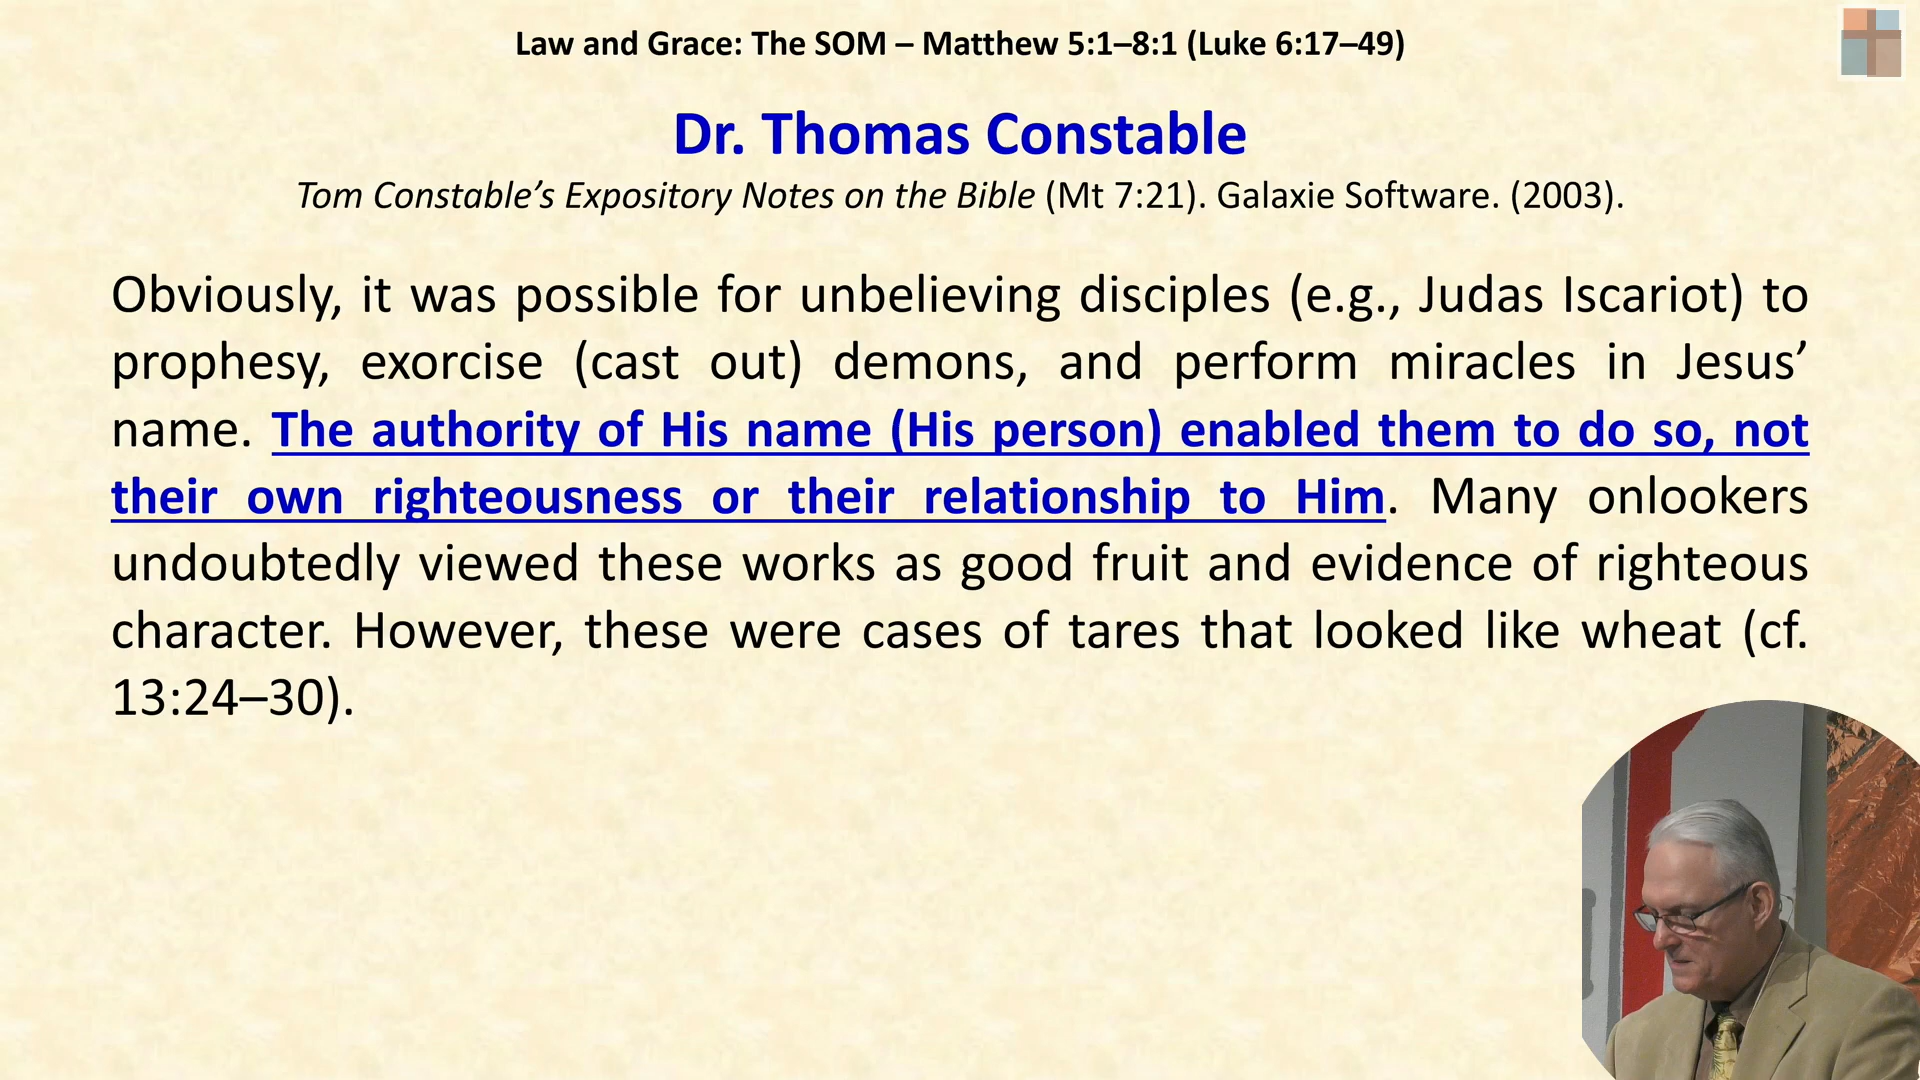 Law and Grace: The SOM – Matthew 5:1–8:1 (Luke 6:17–49)
Dr. Thomas Constable
Tom Constable’s Expository Notes on the Bible (Mt 7:21). Galaxie Software. (2003).
Obviously, it was possible for unbelieving disciples (e.g., Judas Iscariot) to
prophesy, exorcise (cast out) demons, and perform miracles in Jesus’
name. The authority of His name (His person) enabled them to do so, not
their own righteousness or their relationship to Him. Many onlookers
undoubtedly viewed these works as good fruit and evidence of righteous
character. However, these were cases of tares that looked like wheat (cf.
13:24–30).